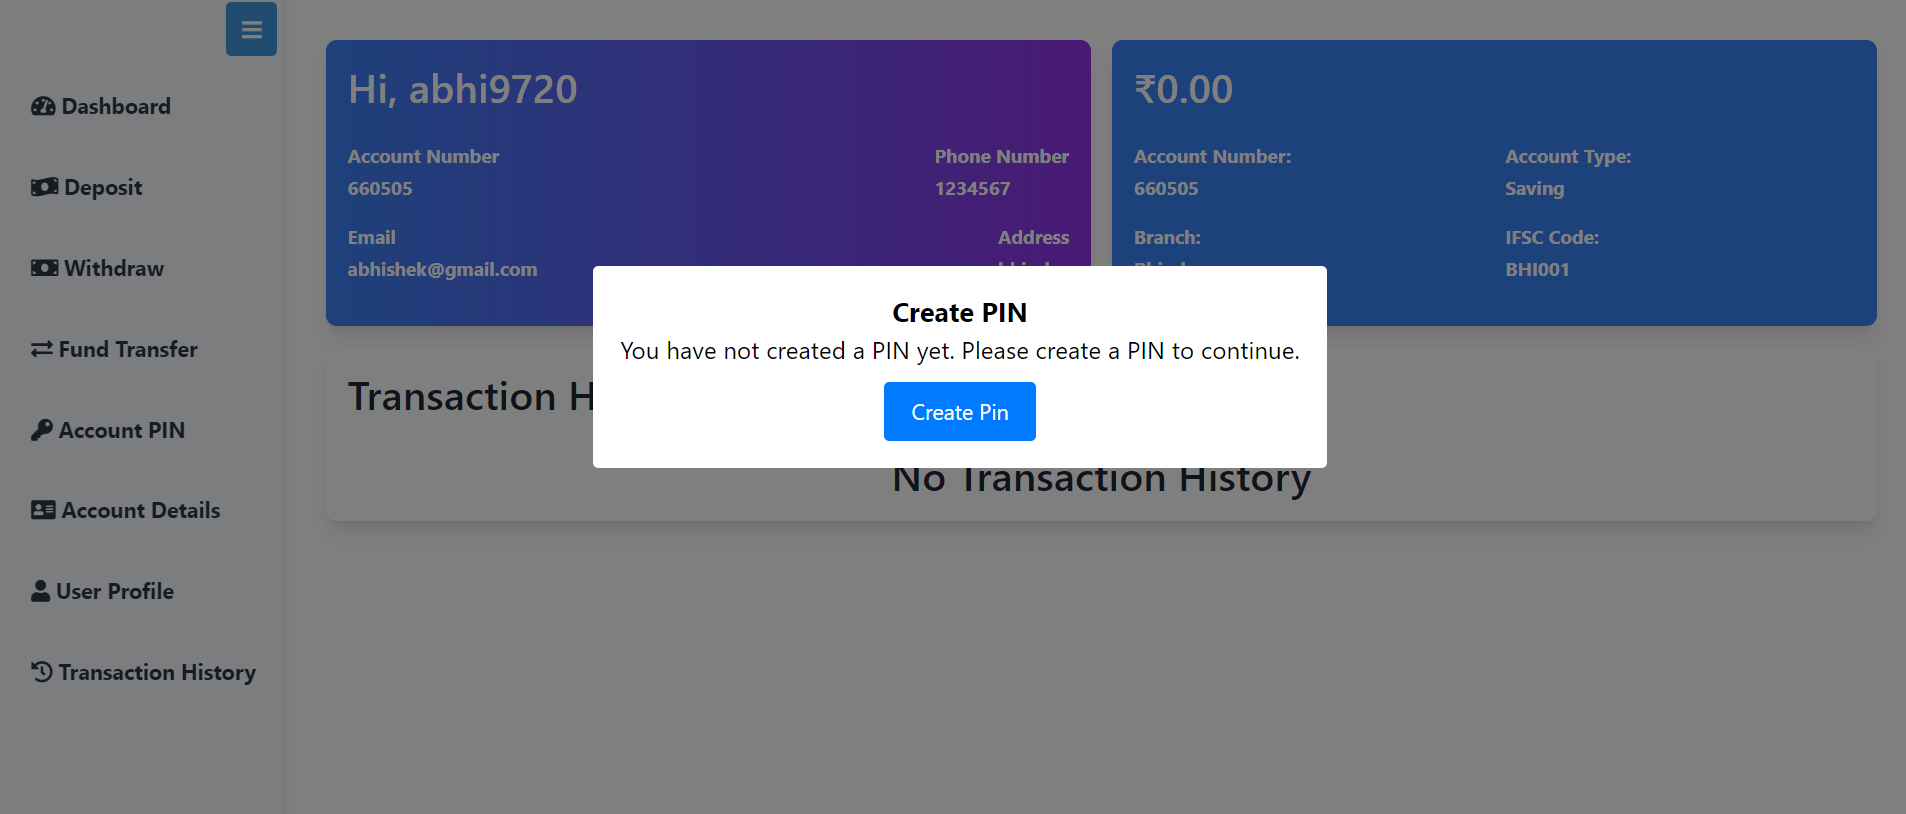 Dashboard
Deposit
Withdraw
Fund Transfer
Account PIN
Account Details
User Profile
Transaction History
Hi, abhi9720
Account Number
660505
Phone Number
1234567
Email
abhishek@gmail.com
Address
₹0.00
Account Number:
660505
Account Type:
Saving
Branch:
IFSC Code:
BHI001
Create PIN
You have not created a PIN yet. Please create a PIN to continue.
Create Pin
Transaction H
No Transaction History